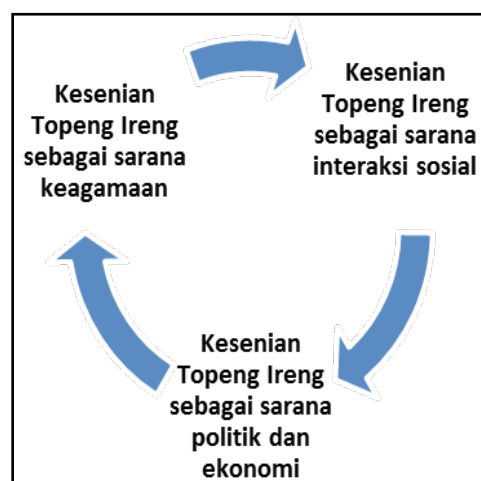 Kesenian
Topeng Ireng
sebagai sarana
keagamaan
Kesenian
Topeng Ireng
sebagai sarana
interaksi sosial
Kesenian
Topeng Ireng
sebagai sarana
politik dan
ekonomi